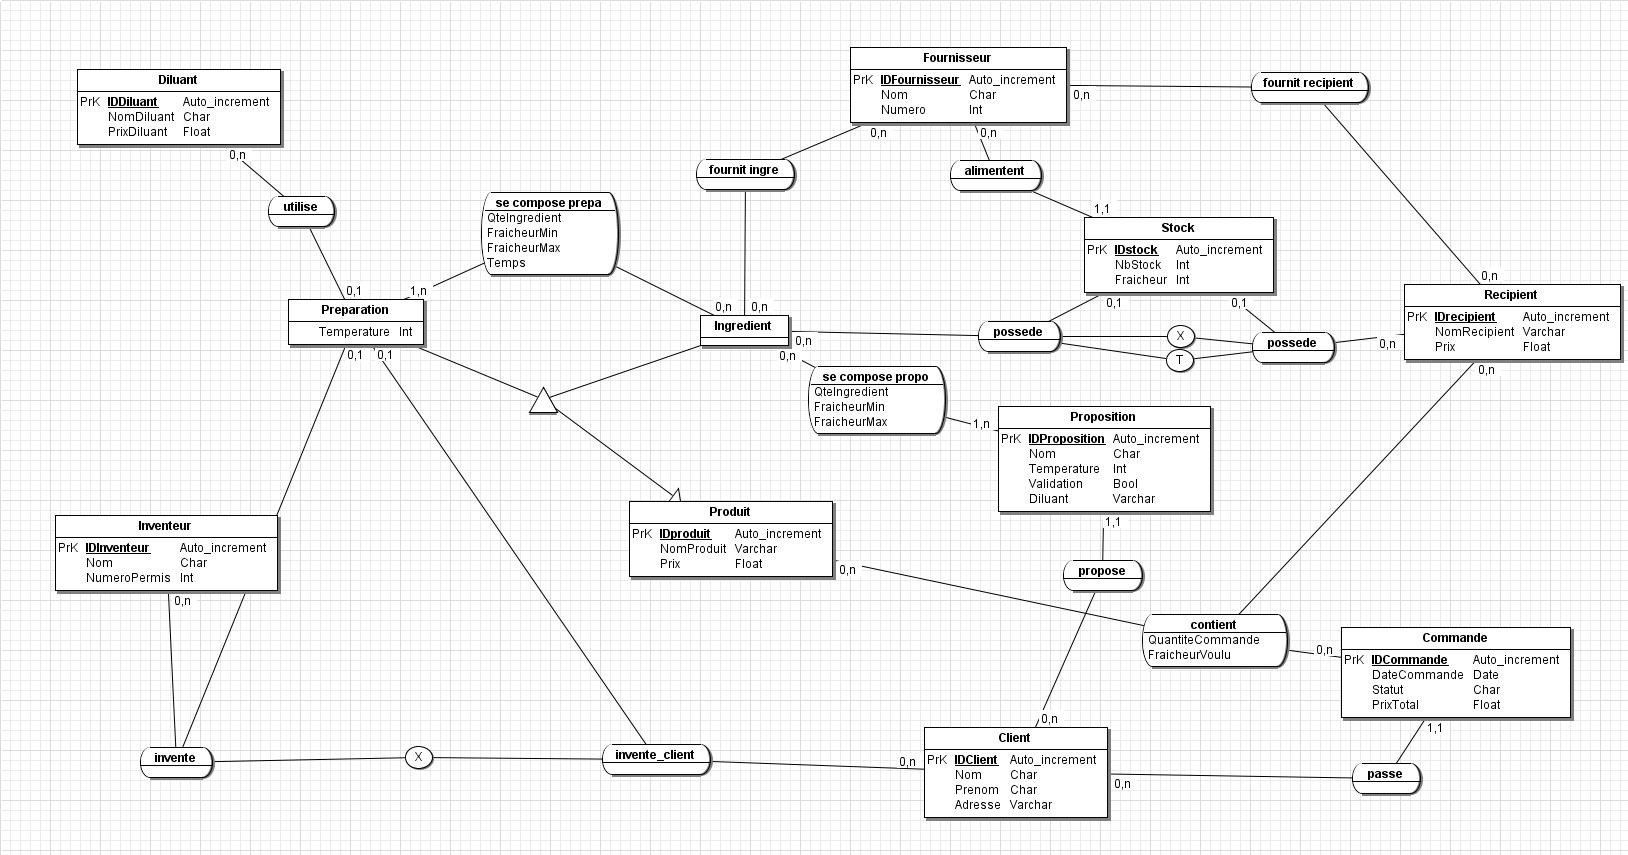 Diluant
PrK IDDiluant Auto_increment
NomDiluant Char
PrixDiluant Float
0,n
utilise
0,1
se compose prepa
QteIngredient
FraicheurMin
FraicheurMax
Temps
1,n
0,n
Preparation
Temperature Int
0,1
0,1
Fournisseur
PrK IDFournisseur Auto_increment
Nom Char
Numero Int
0,n
0,n
0,n
fournit recipient
fournit ingre
alimentent
1,1
Stock
PrK IDstock Auto_increment
NbStock Int
Fraicheur Int
0,1
0,1
0,n
Recipient
PrK IDrecipient Auto_increment
NomRecipient Varchar
Prix Float
0,n
0,n
0,n
Ingredient
0,n
0,n
possede
X
T
possede
se compose propo
QteIngredient
FraicheurMin
FraicheurMax
1,n
Proposition
PrK IDProposition Auto_increment
Nom Char
Temperature Int
Validation Bool
Diluant Varchar
1,1
propose
0,n
Produit
PrK IDproduit Auto_increment
NomProduit Varchar
Prix Float
0,n
Inventeur
PrK IDInventeur Auto_increment
Nom Char
NumeroPermis Int
0,n
contient
QuantiteCommande
FraicheurVoulu
0,n
Commande
PrK IDCommande Auto_increment
DateCommande Date
Statut Char
PrixTotal Float
1,1
invente
X
invente_client
0,n
Client
PrK IDClient Auto_increment
Nom Char
Prenom Char
Adresse Varchar
0,n
passe